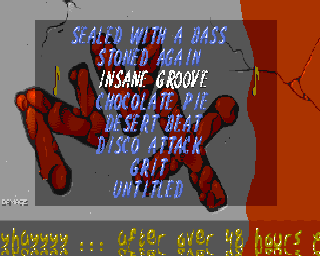 SEALED WITH A BASS
STONED AGAIN
INSANE GROOVE
CHOCOLATE PIE
DESERT BEAT
DISCO ATTACK
GRIT
UNTITLED
after over 40 hours